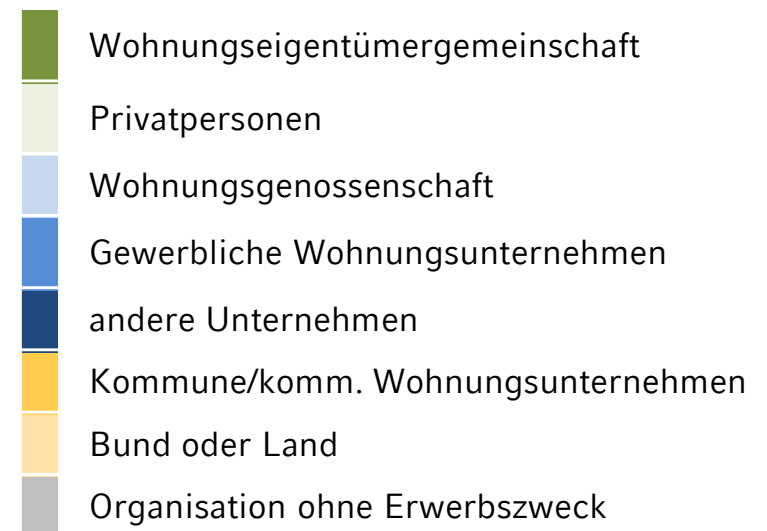 Wohnungseigentümergemeinschaft
Privatpersonen
Wohnungsgenossenschaft
Gewerbliche Wohnungsunternehmen
andere Unternehmen
Kommune/komm. Wohnungsunternehmen
Bund oder Land
Organisation ohne Erwerbszweck